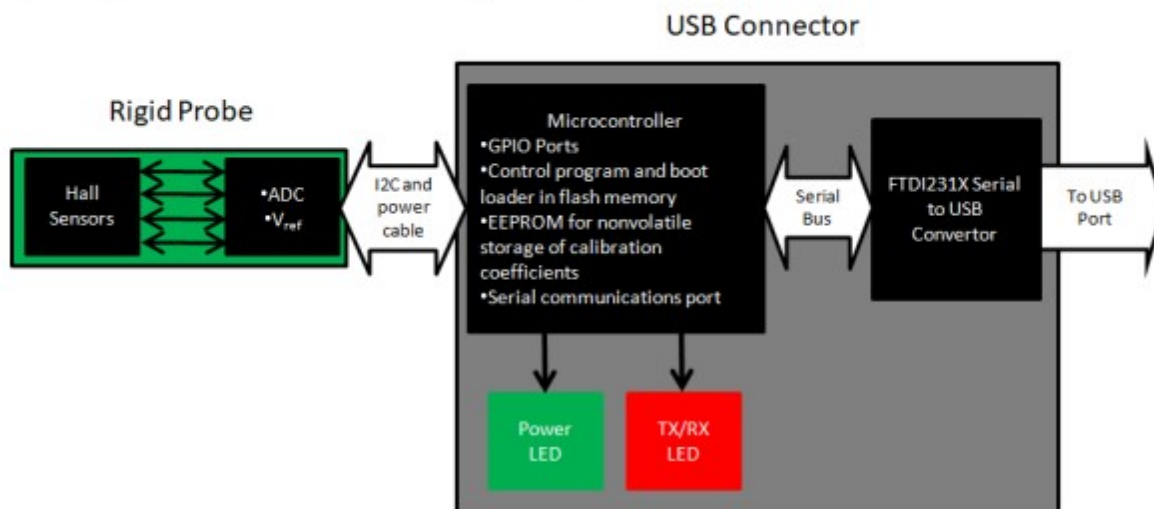 USB Connector
Rigid Probe
Hall
Sensors
•ADC
•Vref
I2C and
power
cable
Microcontroller
•GPIO Ports
•Control program and boot
loader in flash memory
•EEPROM for nonvolatile
storage of calibration
coefficients
•Serial communications port
Serial
Bus
FTDI231X Serial
to USB
Convertor
To USB
Port
Power
LED
TX/RX
LED